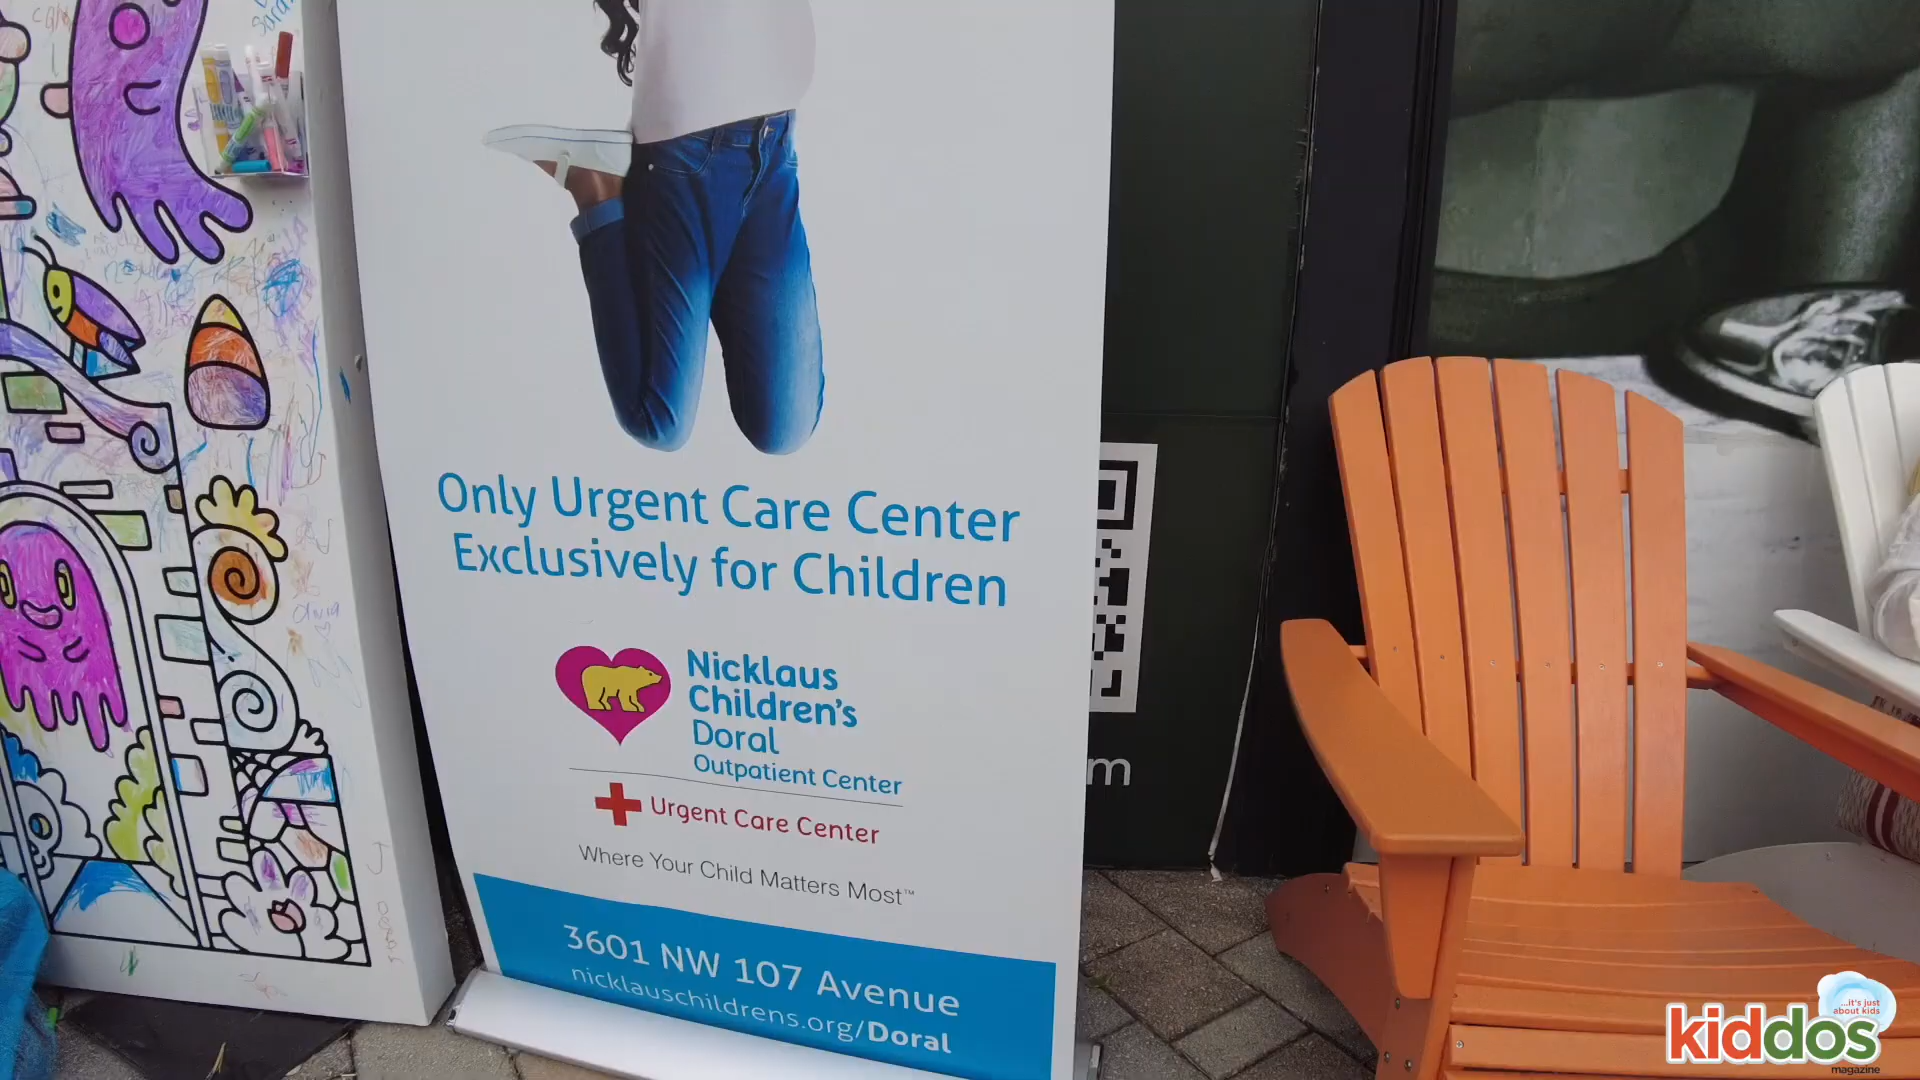 Only Urgent Care Center
Exclusively for Children
Nicklaus
Children's
Doral
Outpatient Center
Urgent Care Center
Where Your Child Matters Most™
3601 NW 107 Avenue
nicklauschildrens.org/Doral
m
...it's just
about kids
kiddos
magazine